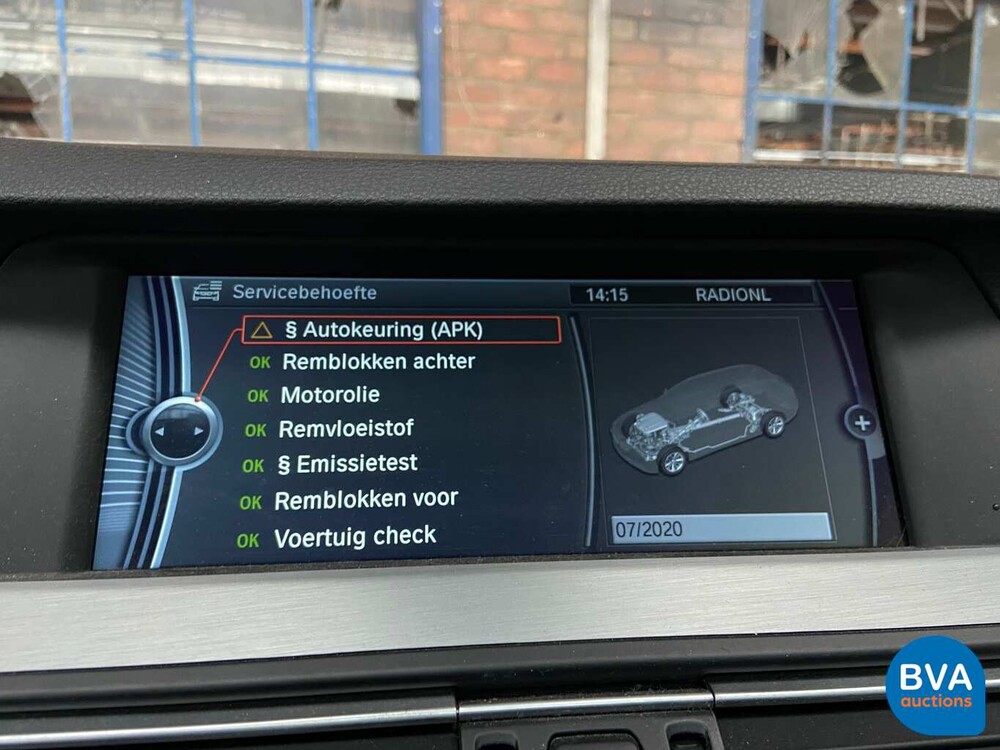 Servicebehoefte
14:15
RADIONL
§ Autokeuring (APK)
OK Remblokken achter
OK Motorolie
OK Remvloeistof
OK § Emissietest
OK Remblokken voor
OK Voertuig check
07/2020
BVA
auctions